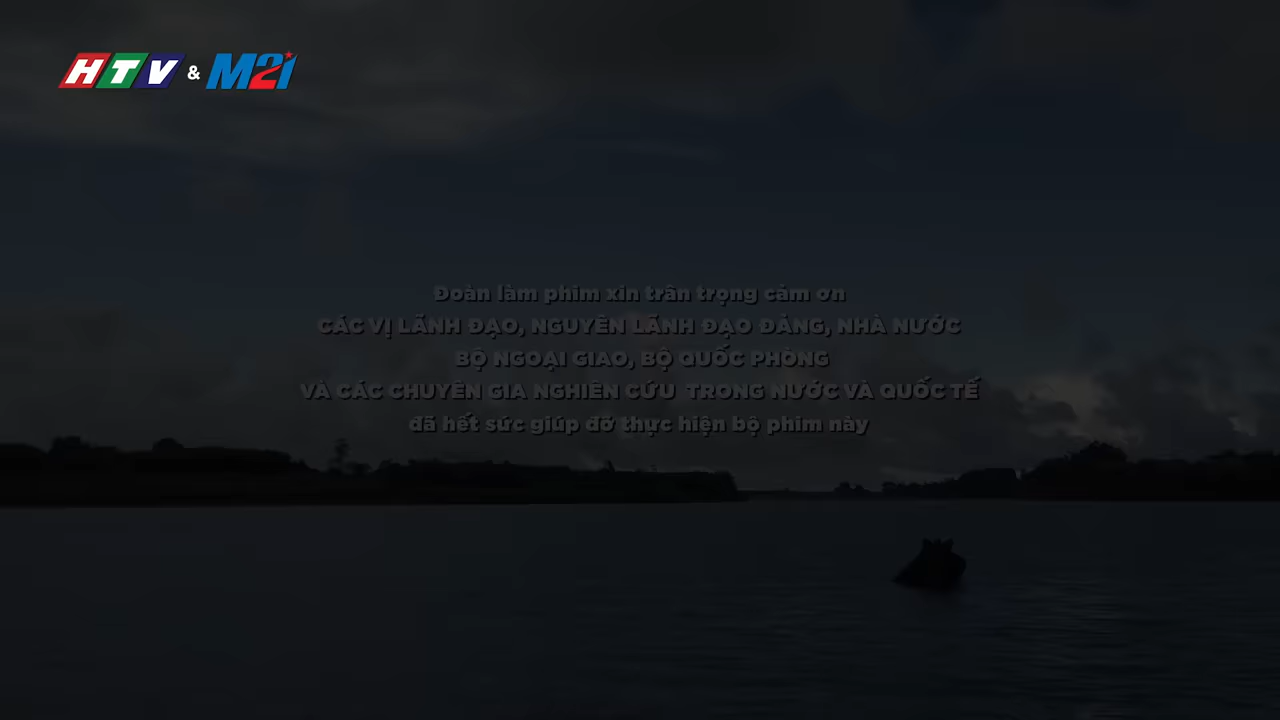 HTV & M21
Đoàn làm phim xin trân trọng cảm ơn
CÁC VỊ LÃNH ĐẠO, NGUYÊN LÃNH ĐẠO ĐẢNG, NHÀ NƯỚC
BỘ NGOẠI GIAO, BỘ QUỐC PHÒNG
VÀ CÁC CHUYÊN GIA NGHIÊN CỨU TRONG NƯỚC VÀ QUỐC TẾ
đã hết sức giúp đỡ thực hiện bộ phim này